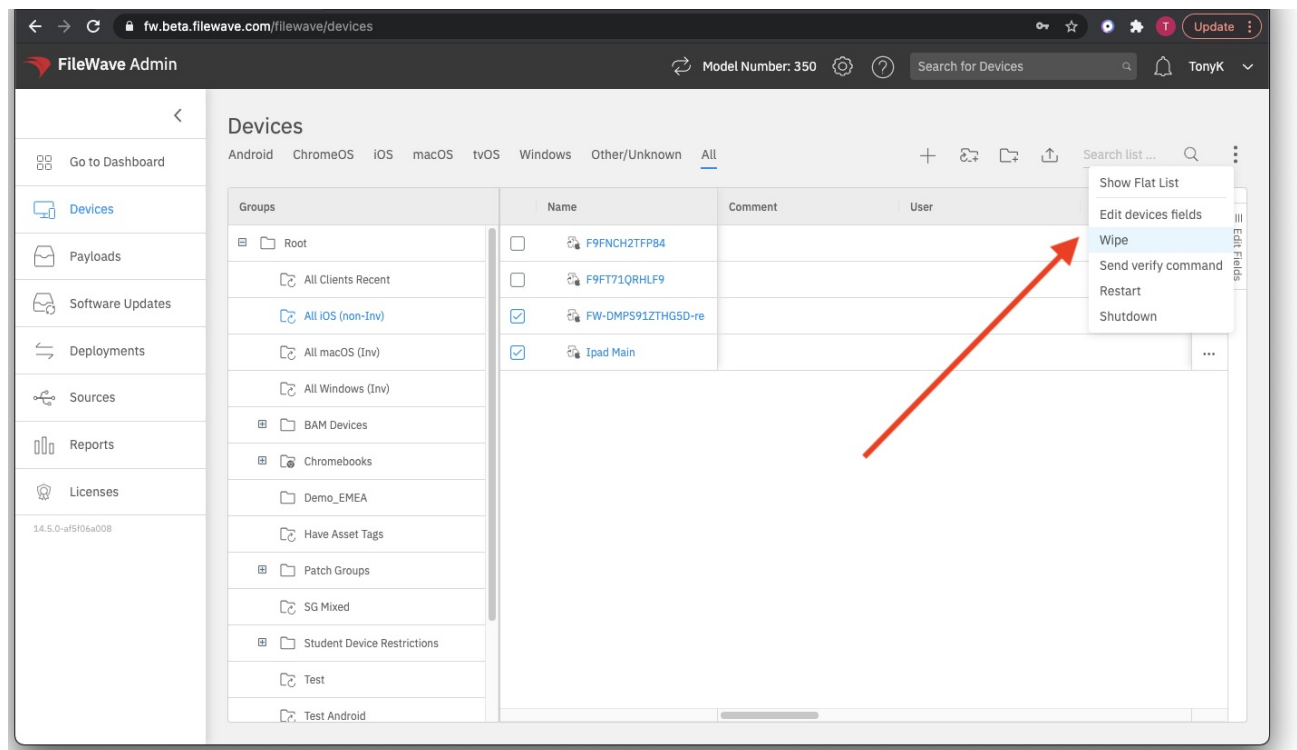 fw.beta.filewave.com/filewave/devices
T
Update
FileWave Admin
Model Number: 350
?
Search for Devices
TonyK
Devices
Android ChromeOS iOS macOS tvOS Windows Other/Unknown All
Search list ...
Go to Dashboard
Devices
Payloads
Software Updates
Deployments
Sources
Reports
Licenses
14.5.0-af5f06a008
Groups
Root
All Clients Recent
All iOS (non-Inv)
All macOS (Inv)
All Windows (Inv)
BAM Devices
Chromebooks
Demo_EMEA
Have Asset Tags
Patch Groups
SG Mixed
Student Device Restrictions
Test
Test Android
Name Comment User
F9FNCH2TFP84
F9FT71QRHLF9
FW-DMPS91ZTHG5D-re
Ipad Main
...
Show Flat List
Edit devices fields
Wipe
Send verify command
Restart
Shutdown
Edit Fields